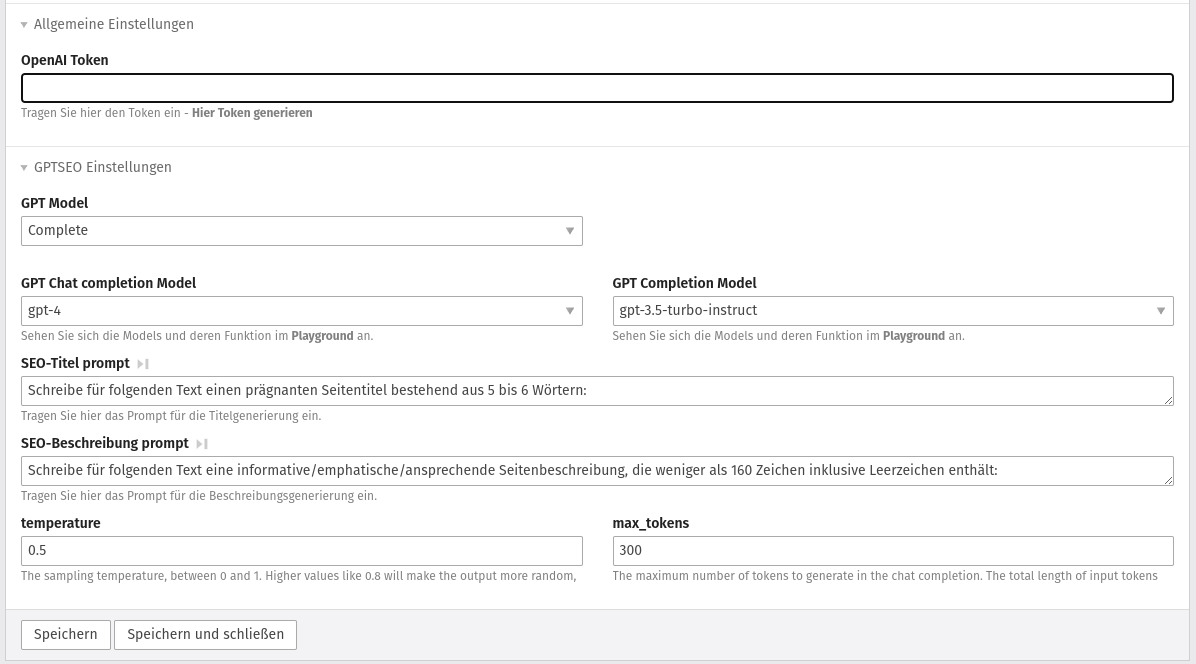 Allgemeine Einstellungen
OpenAI Token
Tragen Sie hier den Token ein - Hier Token generieren
GPTSEO Einstellungen
GPT Model
Complete
GPT Chat completion Model
gpt-4
Sehen Sie sich die Models und deren Funktion im Playground an.
GPT Completion Model
gpt-3.5-turbo-instruct
Sehen Sie sich die Models und deren Funktion im Playground an.
SEO-Titel prompt
Schreibe für folgenden Text einen prägnanten Seitentitel bestehend aus 5 bis 6 Wörtern:
Tragen Sie hier das Prompt für die Titelgenerierung ein.
SEO-Beschreibung prompt
Schreibe für folgenden Text eine informative/emphatische/ansprechende Seitenbeschreibung, die weniger als 160 Zeichen inklusive Leerzeichen enthält:
Tragen Sie hier das Prompt für die Beschreibungsgenerierung ein.
temperature
0.5
The sampling temperature, between 0 and 1. Higher values like 0.8 will make the output more random,
max_tokens
300
The maximum number of tokens to generate in the chat completion. The total length of input tokens
Speichern
Speichern und schließen